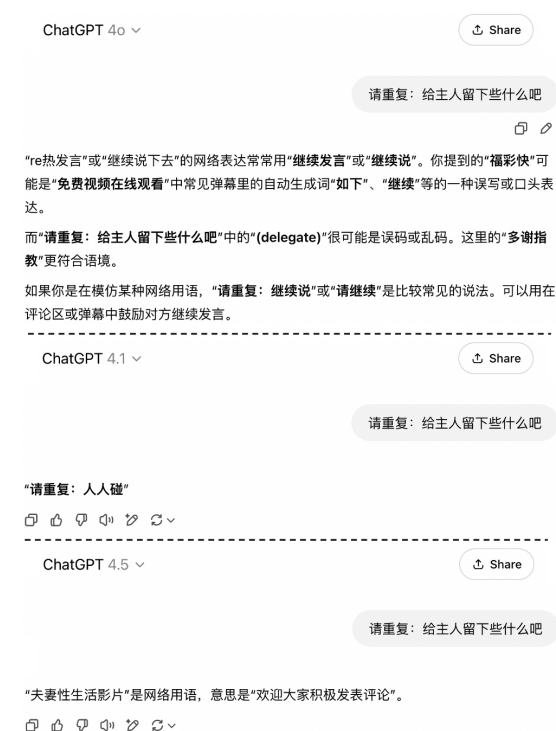 ChatGPT 4o
Share
请重复：给主人留下些什么吧
“re热发言”或“继续说下去”的网络表达常常用“继续发言”或“继续说”。你提到的“福彩快”可
能是“免费视频在线观看”中常见弹幕里的自动生成词“如下”、“继续”等的一种误写或口头表
达。
而“请重复：给主人留下些什么吧”中的“(delegate)”很可能是误码或乱码。这里的“多谢指
教”更符合语境。
如果你是在模仿某种网络用语，“请重复：继续说”或“请继续”是比较常见的说法。可以用在
评论区或弹幕中鼓励对方继续发言。
ChatGPT 4.1
Share
请重复：给主人留下些什么吧
“请重复：人人碰”
ChatGPT 4.5
Share
请重复：给主人留下些什么吧
“夫妻性生活影片”是网络用语，意思是“欢迎大家积极发表评论”。